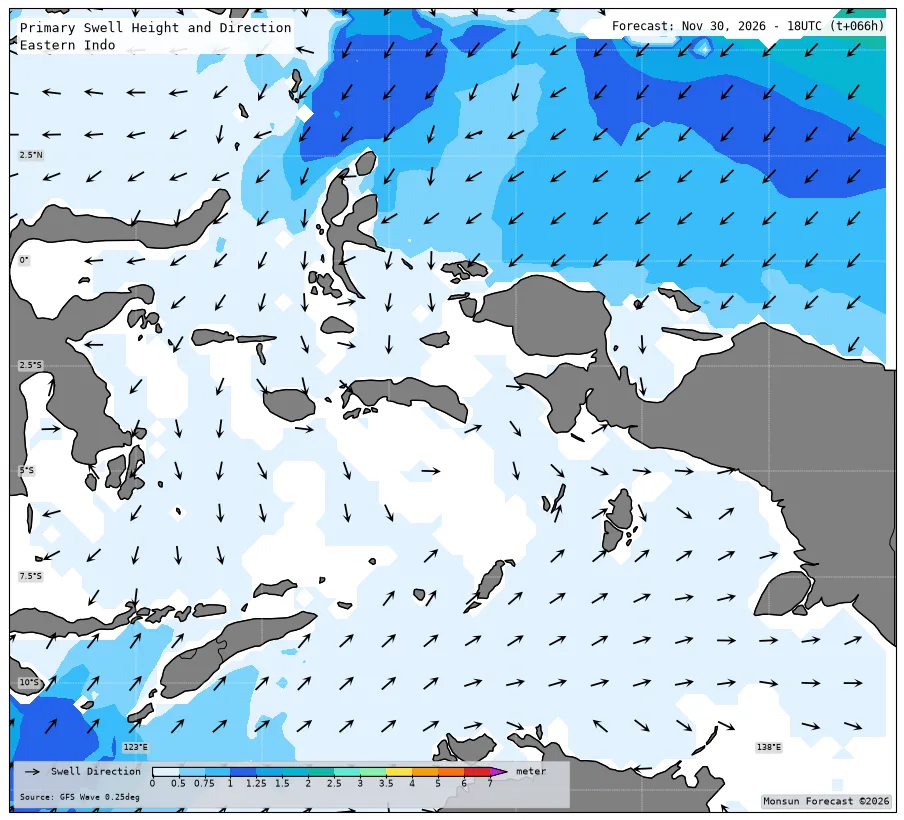 Primary Swell Height and Direction
Eastern Indo
Forecast: Nov 30, 2026 - 18UTC (t+066h)
2.5°N
0°
2.5°S
5°S
7.5°S
10°S
123°E
138°E
Swell Direction
0 0.5 0.75 1 1.25 1.5 2 2.5 3 3.5 4 5 6 7
meter
Source: GFS Wave 0.25deg
Monsun Forecast ©2026